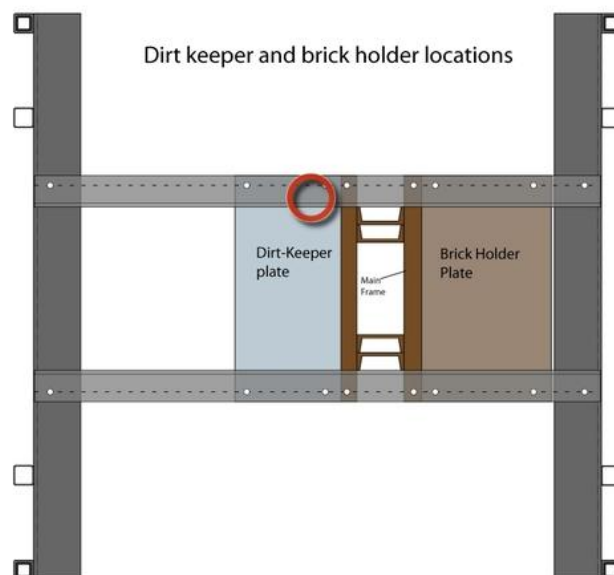 Dirt keeper and brick holder locations
Dirt-Keeper
plate
Main
Frame
Brick Holder
Plate